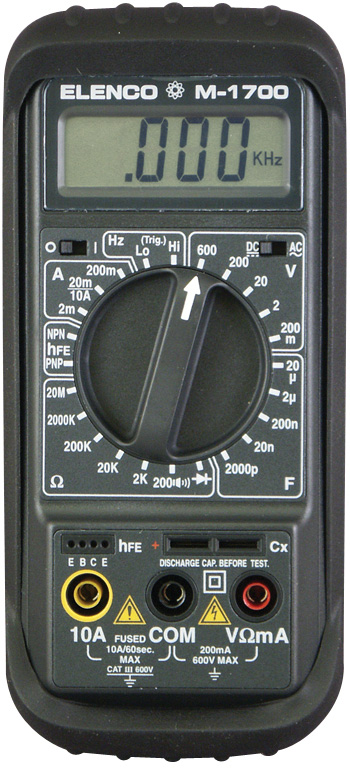 ELENCO M-1700
.000 KHz
O I Hz (Trig.) Lo Hi 600 DC AC
A 200m 200 V
20m 10A 20
2m 2
NPN 200 m
hFE
PNP 20 µ
20M 2µ
2000K 200n
200K 20n
20K 2000p
Ω 2K 200 F
hFE + Cx
E B C E DISCHARGE CAP. BEFORE TEST.
10A COM VΩmA
FUSED
10A/60sec. 200mA
MAX 600V MAX
CAT III 600V